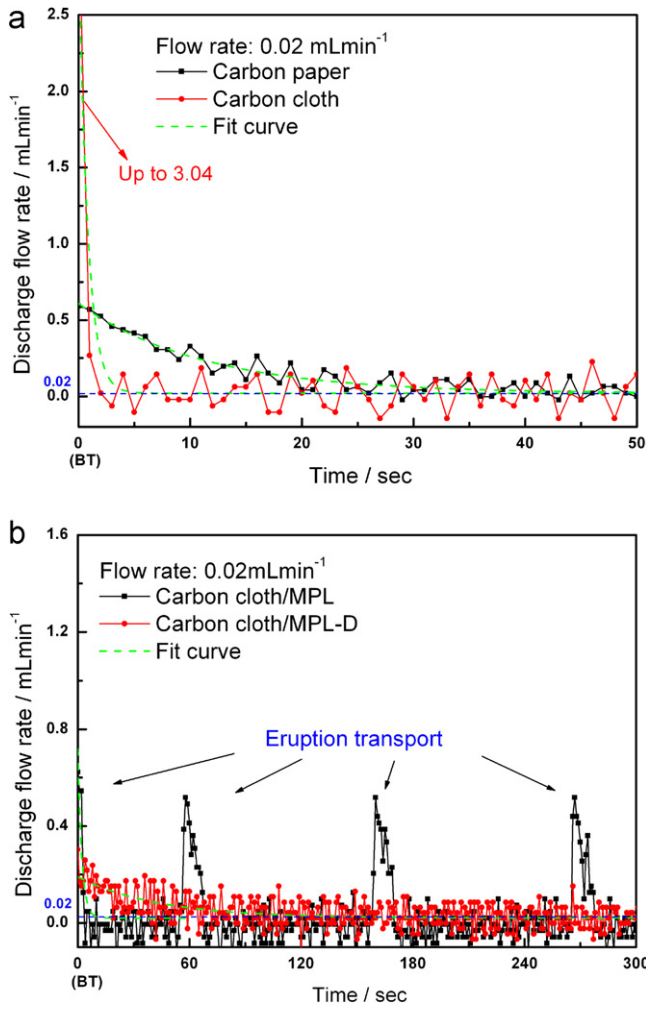 a
2.5
2.0
1.5
1.0
0.5
0.02
0.0
Discharge flow rate / mLmin⁻¹
Flow rate: 0.02 mLmin⁻¹
Carbon paper
Carbon cloth
Fit curve
Up to 3.04
0 10 20 30 40 50
(BT)
Time / sec
b
1.6
1.2
0.8
0.4
0.02
0.0
Discharge flow rate / mLmin⁻¹
Flow rate: 0.02mLmin⁻¹
Carbon cloth/MPL
Carbon cloth/MPL-D
Fit curve
Eruption transport
0 60 120 180 240 300
(BT)
Time / sec